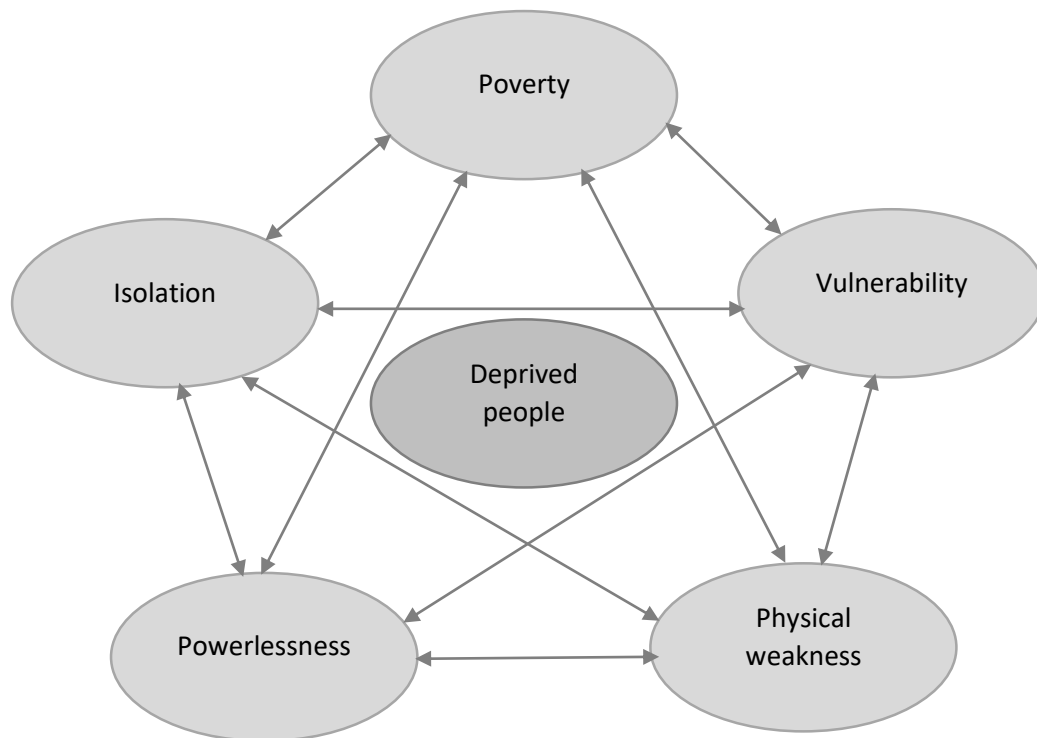 Poverty
Isolation
Vulnerability
Deprived
people
Powerlessness
Physical
weakness